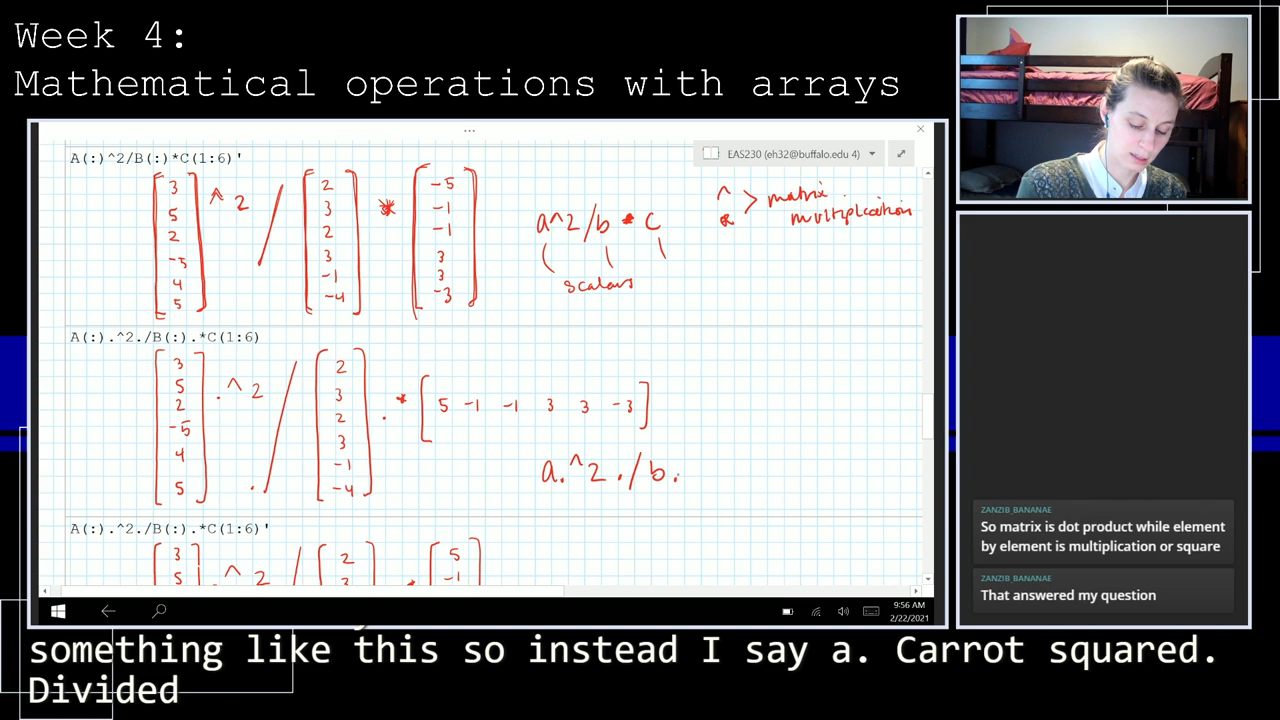 Week 4:
Mathematical operations with arrays
EAS230 (eh32@buffalo.edu 4)
A(:)^2/B(:)*C(1:6)'
3
5
2
-5
4
5
^ 2
/
2
3
2
3
-1
-4
*
-5
-1
-1
3
3
-3
a^2/b * c
scalars
^
*
> matrix
multiplication
A(:).^2./B(:).*C(1:6)
3
5
2
-5
4
5
.^ 2
./
2
3
2
3
-1
-4
.*
[5 -1 -1 3 3 -3]
a.^2 ./b.
A(:).^2./B(:).*C(1:6)'
3
5
.^ 2
/
2
*
5
-1
9:56 AM
2/22/2021
ZANZIB_BANANAE
So matrix is dot product while element
by element is multiplication or square
ZANZIB_BANANAE
That answered my question
something like this so instead I say a. Carrot squared.
Divided